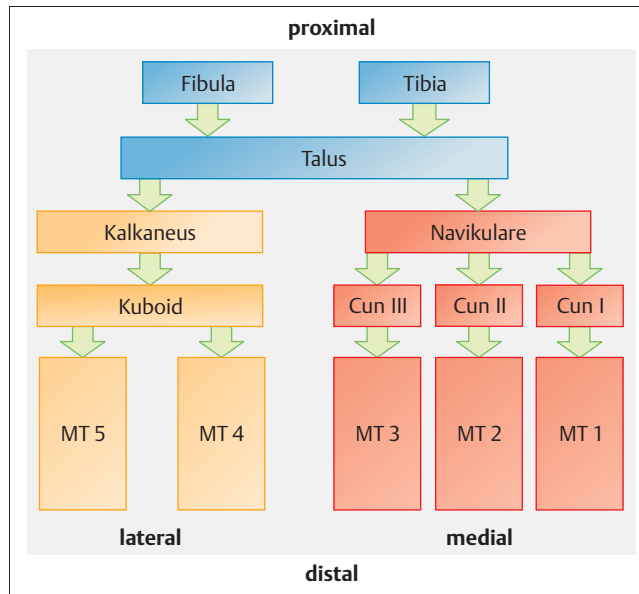 proximal
Fibula Tibia
Talus
Kalkaneus Navikulare
Kuboid Cun III Cun II Cun I
MT 5 MT 4 MT 3 MT 2 MT 1
lateral medial
distal